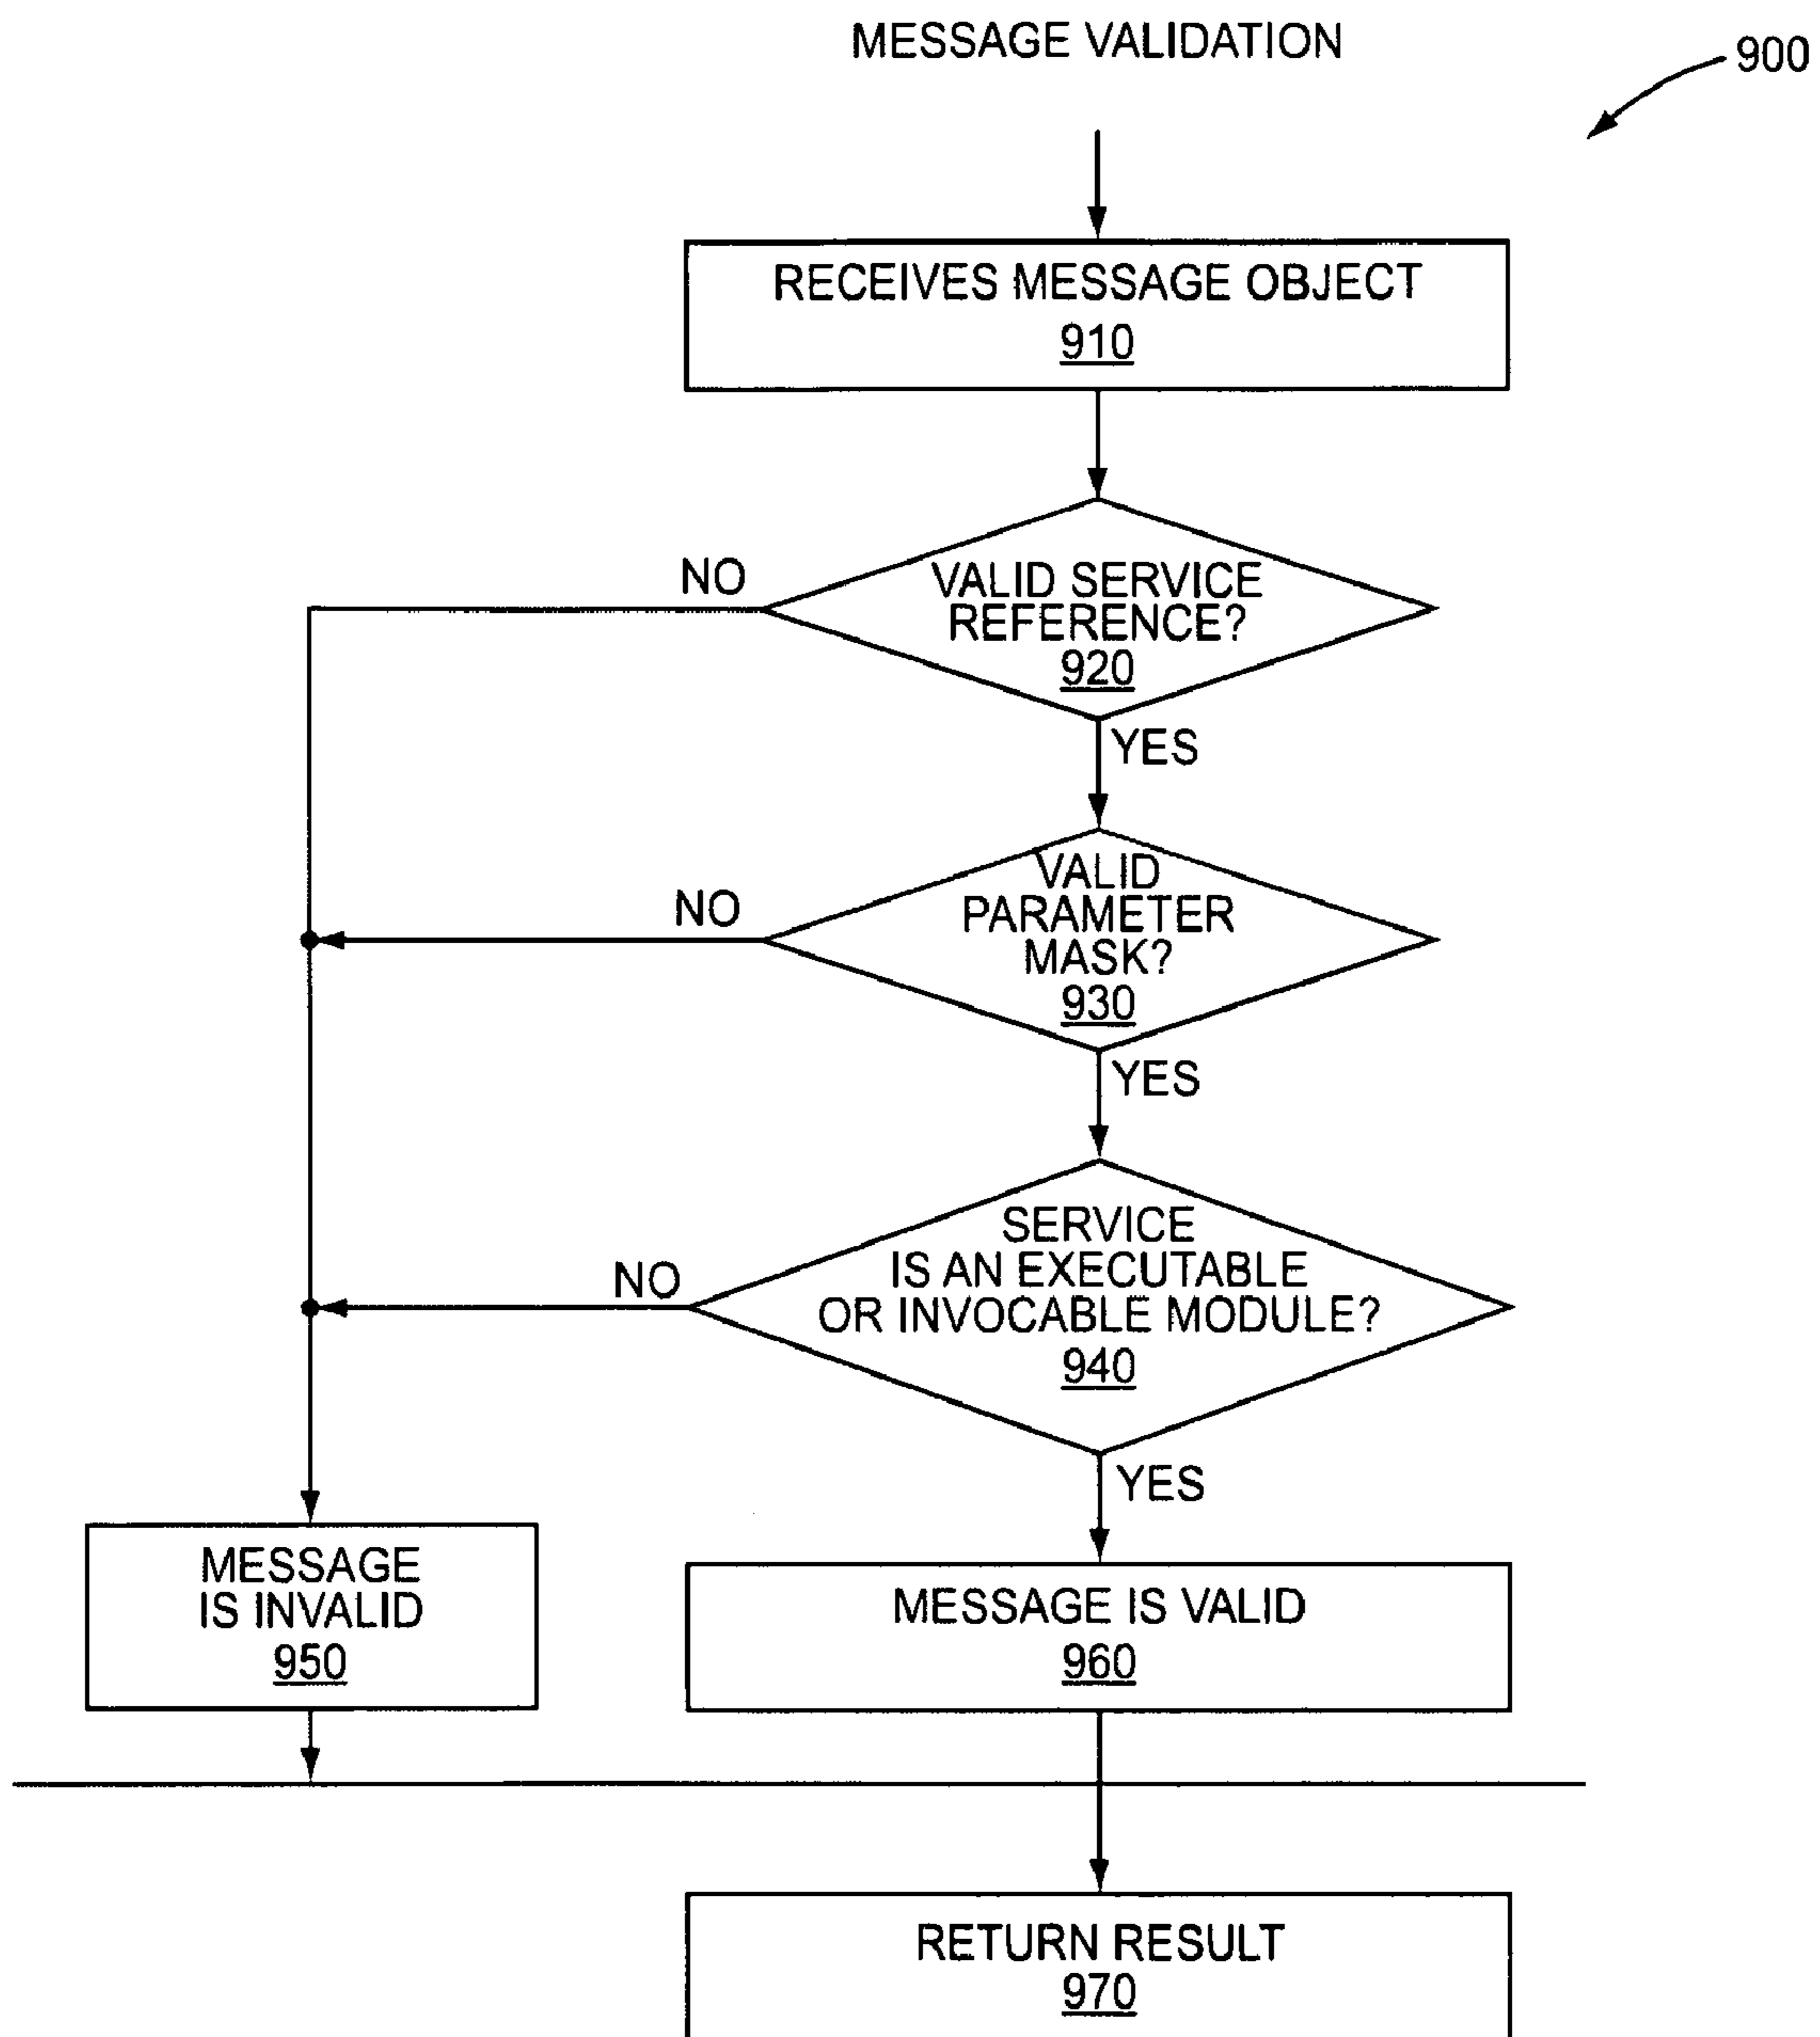 MESSAGE VALIDATION
900
RECEIVES MESSAGE OBJECT
910
NO
VALID SERVICE
REFERENCE?
920
YES
NO
VALID
PARAMETER
MASK?
930
YES
NO
SERVICE
IS AN EXECUTABLE
OR INVOCABLE MODULE?
940
YES
MESSAGE
IS INVALID
950
MESSAGE IS VALID
960
RETURN RESULT
970